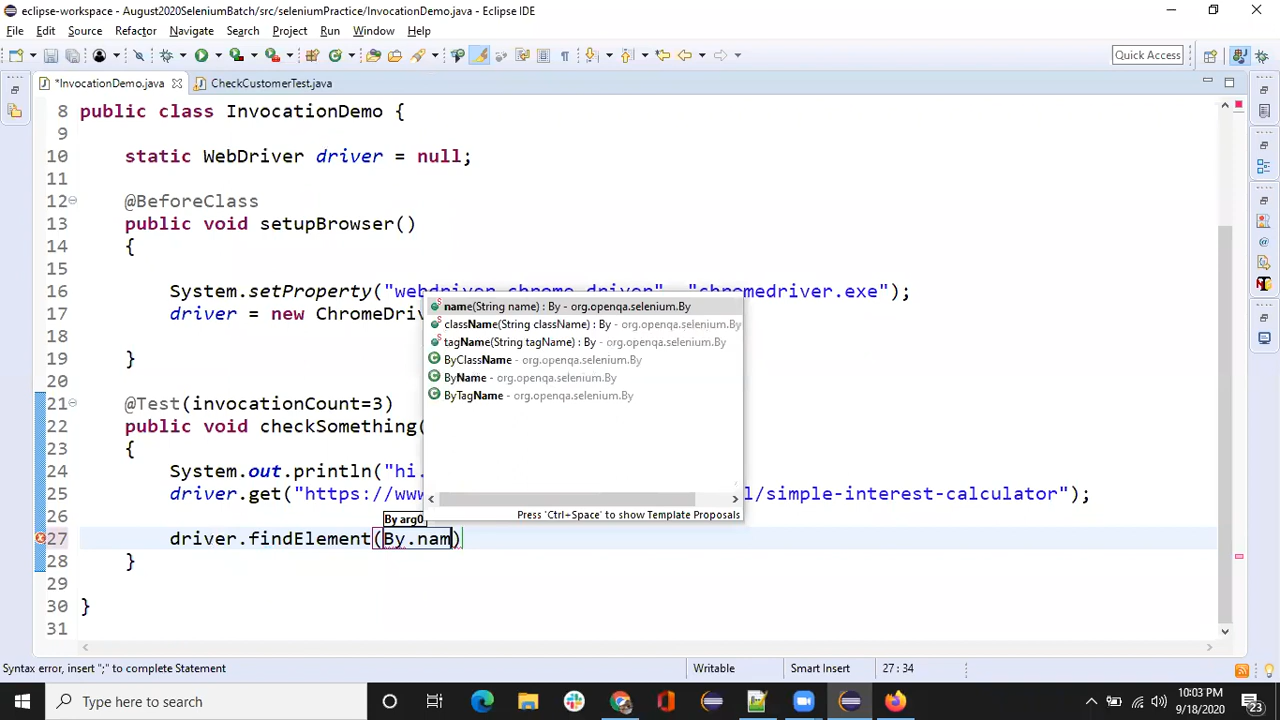 eclipse-workspace - August2020SeleniumBatch/src/seleniumPractice/InvocationDemo.java - Eclipse IDE
File Edit Source Refactor Navigate Search Project Run Window Help
Quick Access
*InvocationDemo.java CheckCustomerTest.java
8 public class InvocationDemo {
9
10 static WebDriver driver = null;
11
12 @BeforeClass
13 public void setupBrowser()
14 {
15
16 System.setProperty("webdriver.chrome.driver", "chromedriver.exe");
17 driver = new ChromeDriv
18
19 }
20
21 @Test(invocationCount=3)
22 public void checkSomething(
23 {
24 System.out.println("hi.
25 driver.get("https://www l/simple-interest-calculator");
26
27 driver.findElement(By.nam)
28 }
29
30 }
31
name(String name) : By - org.openqa.selenium.By
className(String className) : By - org.openqa.selenium.By
tagName(String tagName) : By - org.openqa.selenium.By
ByClassName - org.openqa.selenium.By
ByName - org.openqa.selenium.By
ByTagName - org.openqa.selenium.By
Press 'Ctrl+Space' to show Template Proposals
By arg0
Syntax error, insert ";" to complete Statement Writable Smart Insert 27 : 34
Type here to search
10:03 PM
9/18/2020
23